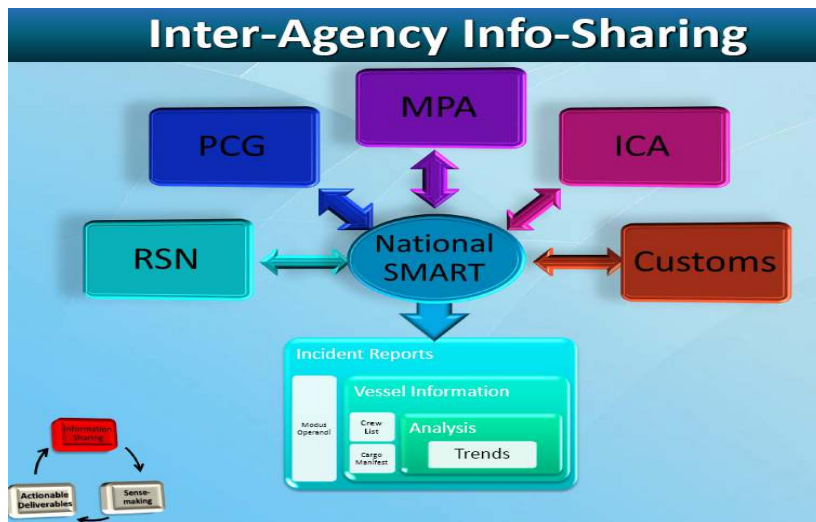 Inter-Agency Info-Sharing
MPA
PCG
ICA
National
SMART
RSN
Customs
Incident Reports
Vessel Information
Modus
Operandi
Crew
List
Analysis
Cargo
Manifest
Trends
Information
Sharing
Actionable
Deliverables
Sense-
making